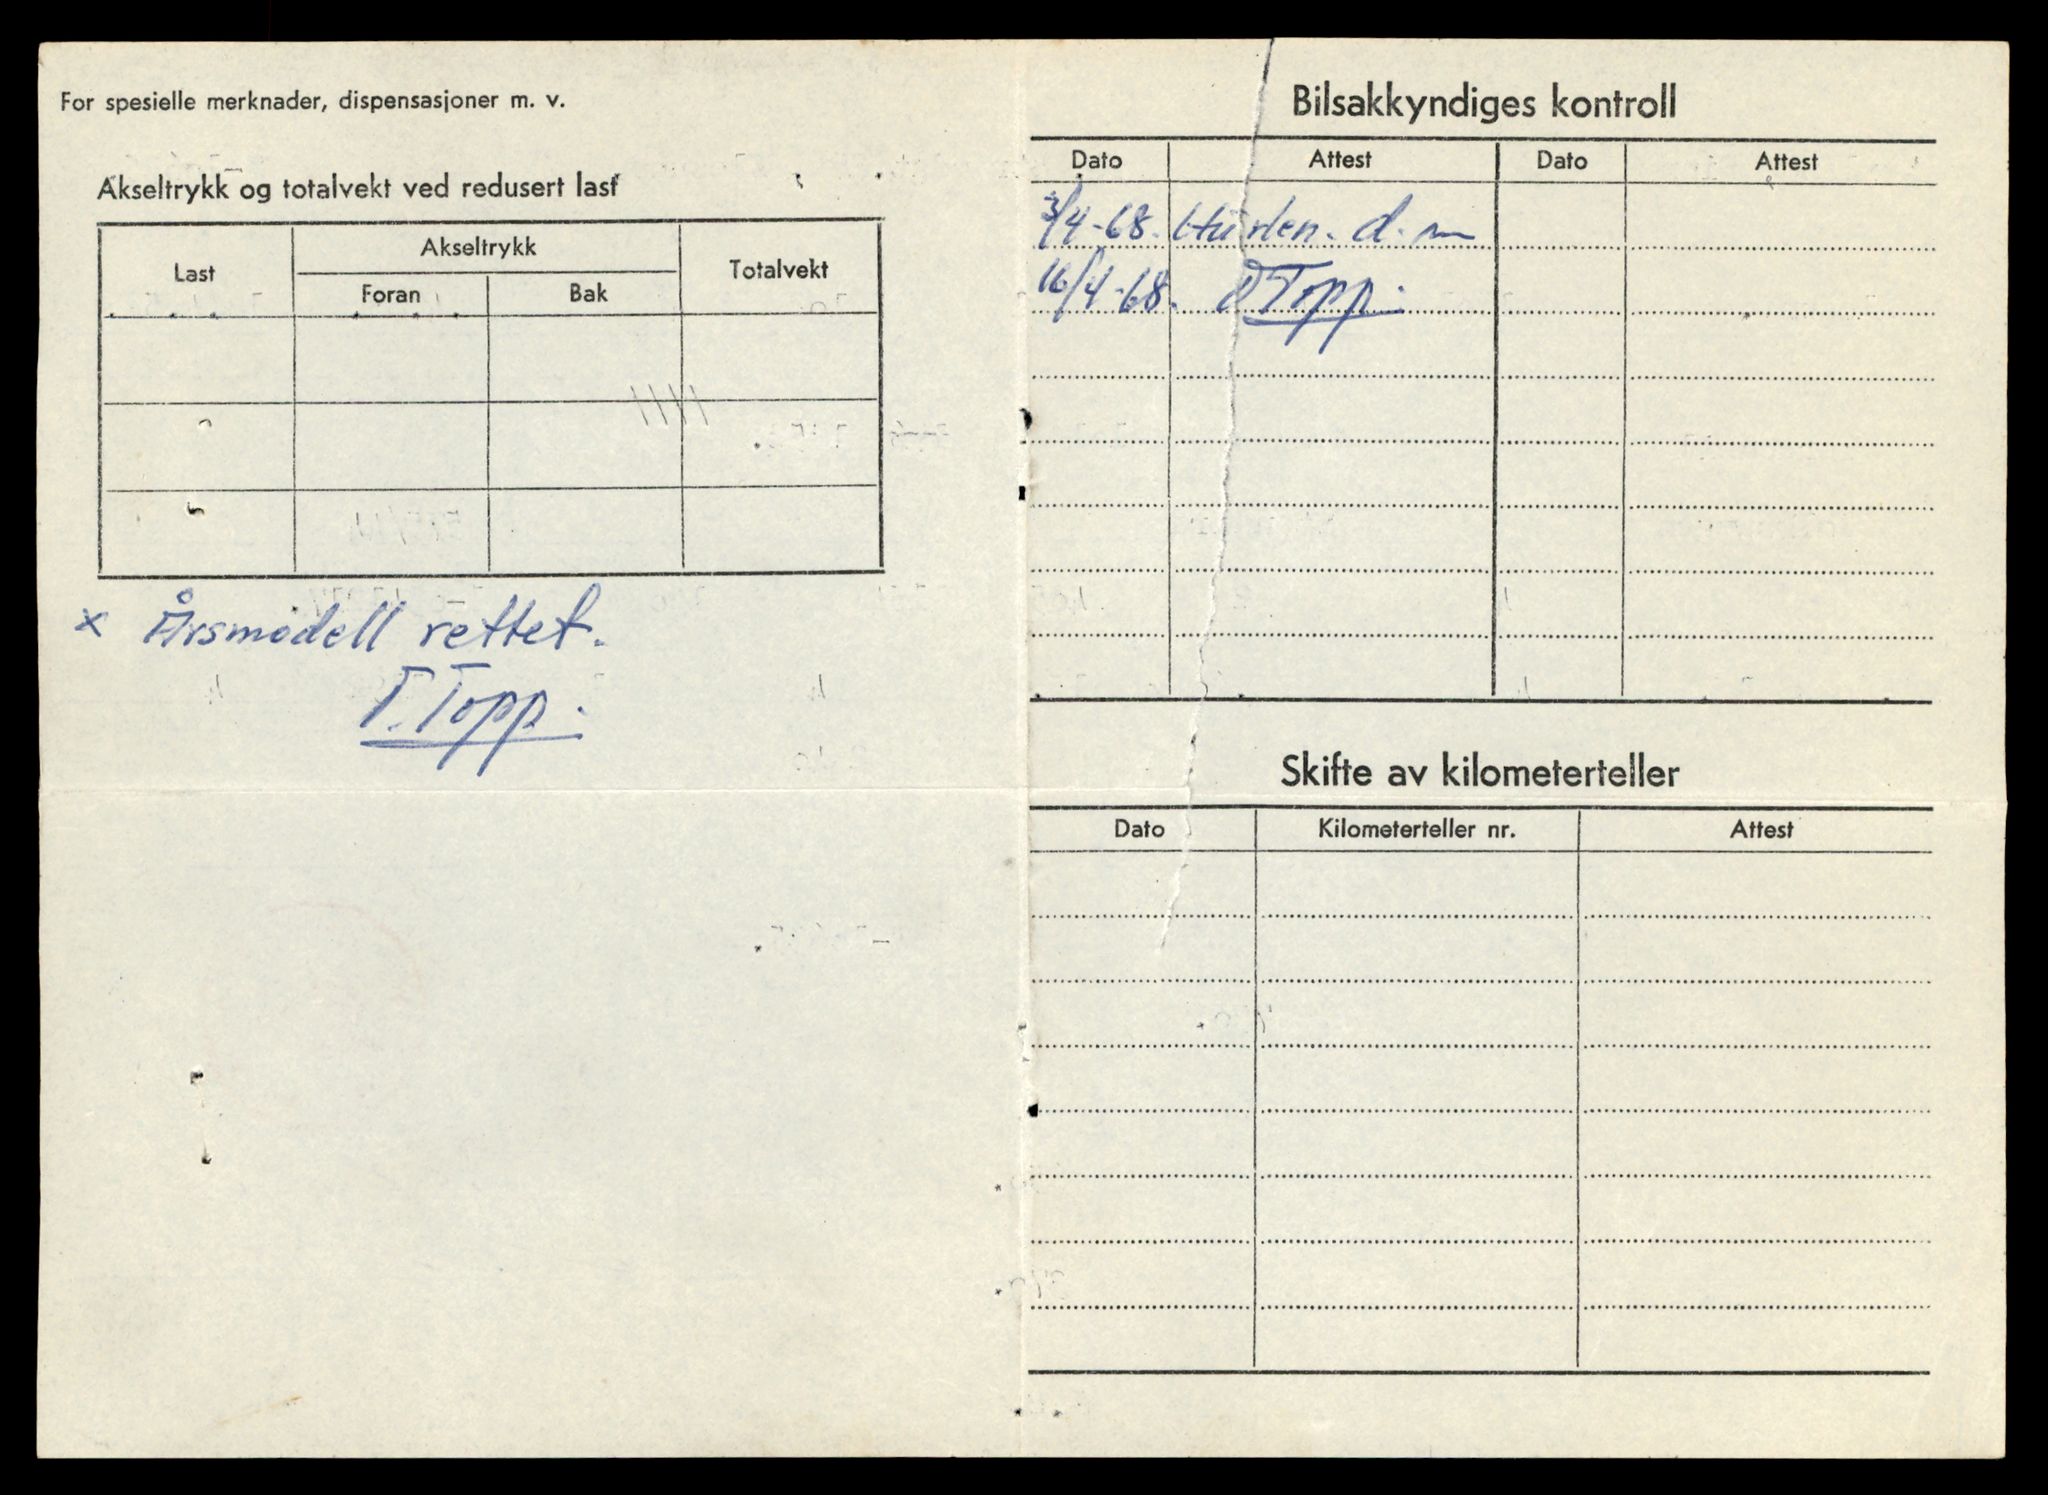 For spesielle merknader, dispensasjoner m. v.
Akseltrykk og totalvekt ved redusert last
Last
Akseltrykk
Foran
Bak
Totalvekt
x Årsmodell rettet.
T. Topp.
Bilsakkyndiges kontroll
Dato Attest Dato Attest
3/4-68.
16/4-68. Topp.
Skifte av kilometerteller
Dato Kilometerteller nr. Attest